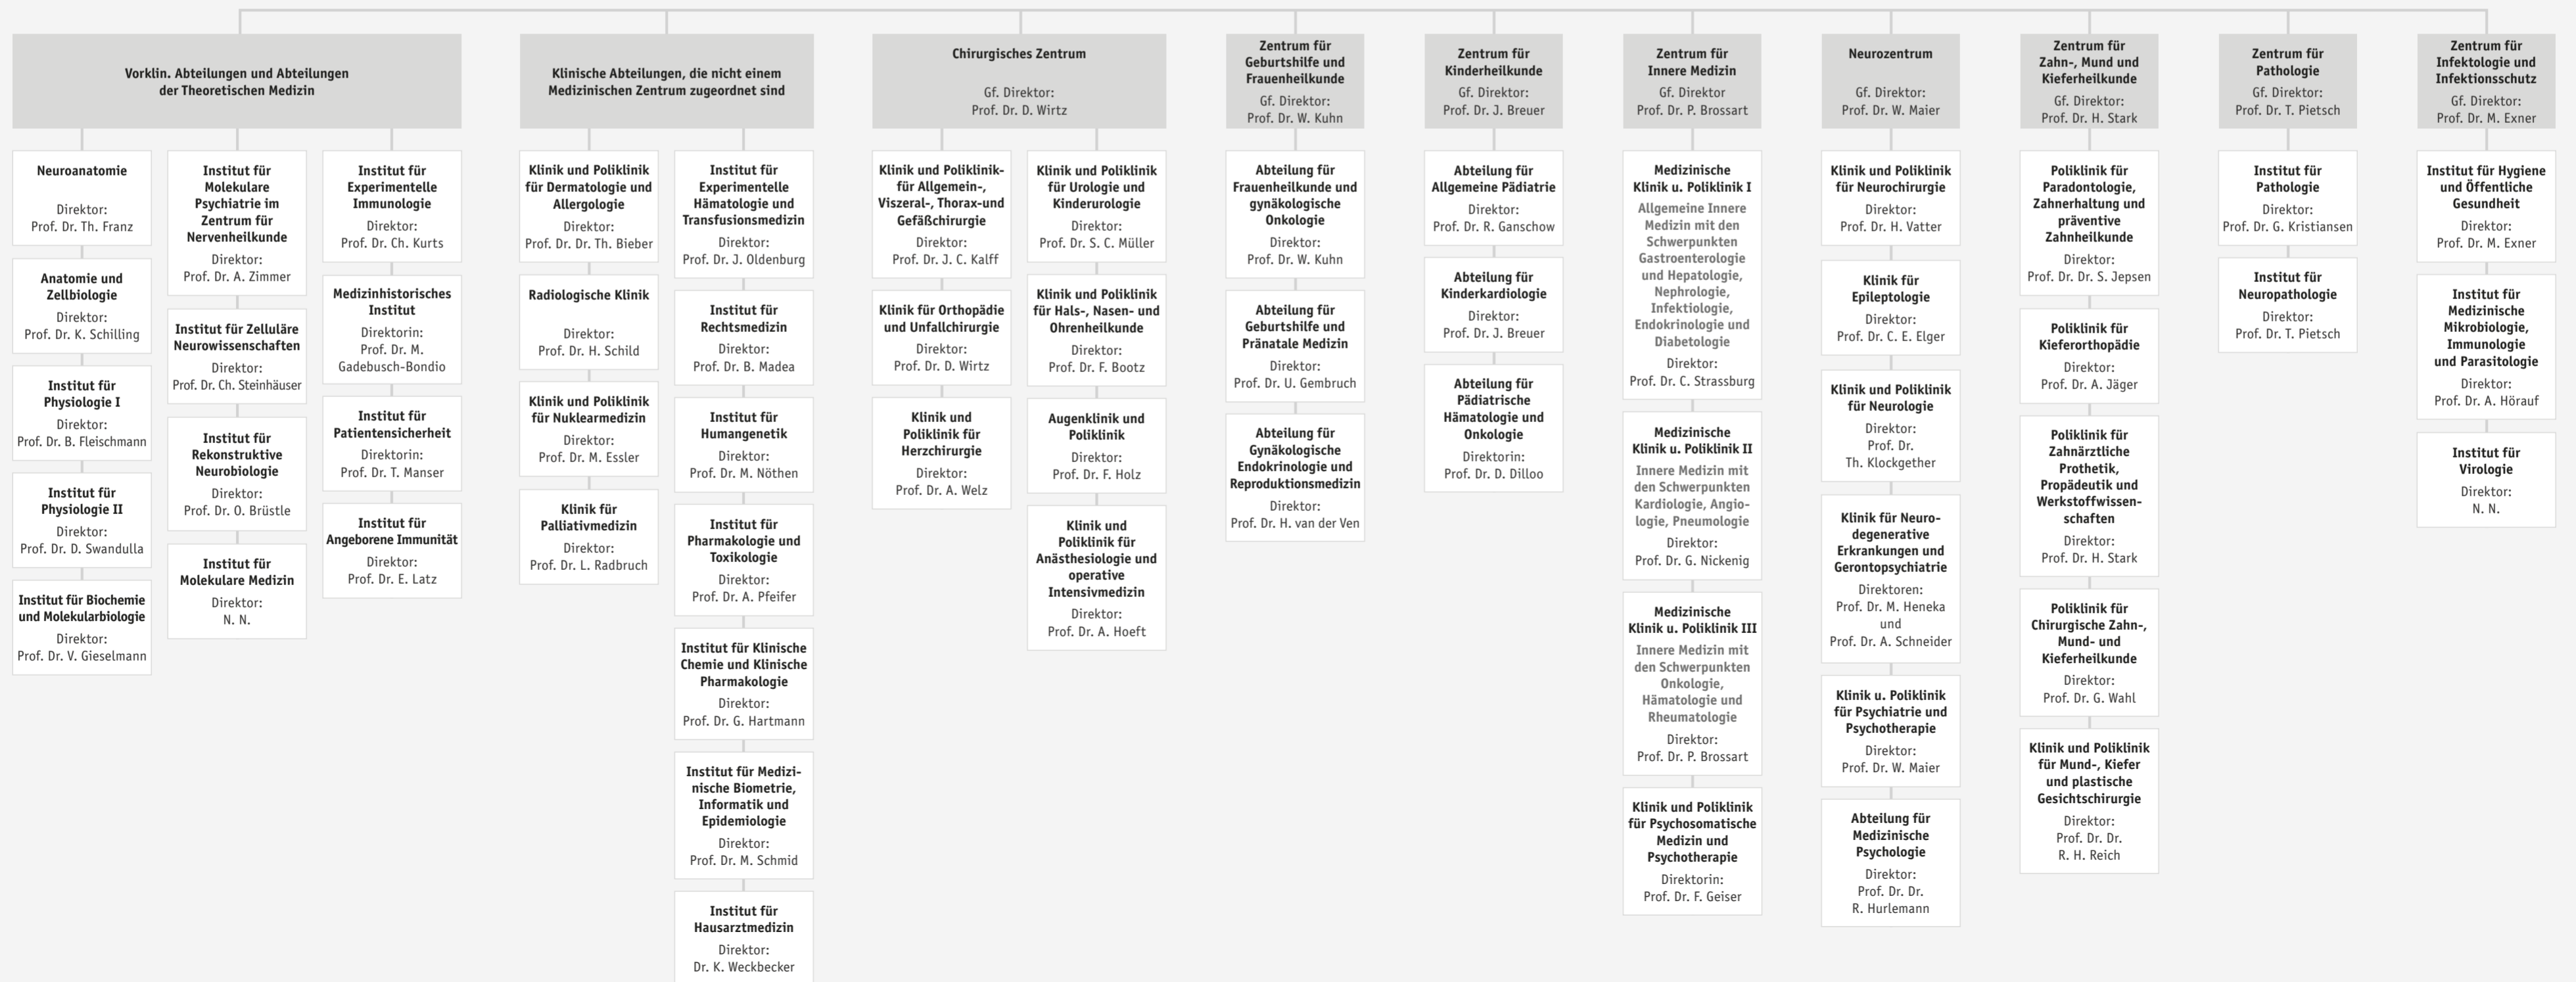 Vorklin. Abteilungen und Abteilungen
der Theoretischen Medizin
Neuroanatomie
Direktor:
Prof. Dr. Th. Franz
Anatomie und
Zellbiologie
Direktor:
Prof. Dr. K. Schilling
Institut für
Physiologie I
Direktor:
Prof. Dr. B. Fleischmann
Institut für
Physiologie II
Direktor:
Prof. Dr. D. Swandulla
Institut für Biochemie
und Molekularbiologie
Direktor:
Prof. Dr. V. Gieselmann
Institut für
Molekulare
Psychiatrie im
Zentrum für
Nervenheilkunde
Direktor:
Prof. Dr. A. Zimmer
Institut für Zelluläre
Neurowissenschaften
Direktor:
Prof. Dr. Ch. Steinhäuser
Institut für
Rekonstruktive
Neurobiologie
Direktor:
Prof. Dr. O. Brüstle
Institut für
Molekulare Medizin
Direktor:
N. N.
Institut für
Experimentelle
Immunologie
Direktor:
Prof. Dr. Ch. Kurts
Medizinhistorisches
Institut
Direktorin:
Prof. Dr. M.
Gadebusch-Bondio
Institut für
Patientensicherheit
Direktorin:
Prof. Dr. T. Manser
Institut für
Angeborene Immunität
Direktor:
Prof. Dr. E. Latz
Klinische Abteilungen, die nicht einem
Medizinischen Zentrum zugeordnet sind
Klinik und Poliklinik
für Dermatologie und
Allergologie
Direktor:
Prof. Dr. Dr. Th. Bieber
Radiologische Klinik
Direktor:
Prof. Dr. H. Schild
Klinik und Poliklinik
für Nuklearmedizin
Direktor:
Prof. Dr. M. Essler
Klinik für
Palliativmedizin
Direktor:
Prof. Dr. L. Radbruch
Institut für
Experimentelle
Hämatologie und
Transfusionsmedizin
Direktor:
Prof. Dr. J. Oldenburg
Institut für
Rechtsmedizin
Direktor:
Prof. Dr. B. Madea
Institut für
Humangenetik
Direktor:
Prof. Dr. M. Nöthen
Institut für
Pharmakologie und
Toxikologie
Direktor:
Prof. Dr. A. Pfeifer
Institut für Klinische
Chemie und Klinische
Pharmakologie
Direktor:
Prof. Dr. G. Hartmann
Institut für Medizi-
nische Biometrie,
Informatik und
Epidemiologie
Direktor:
Prof. Dr. M. Schmid
Institut für
Hausarztmedizin
Direktor:
Dr. K. Weckbecker
Chirurgisches Zentrum
Gf. Direktor:
Prof. Dr. D. Wirtz
Klinik und Poliklinik-
für Allgemein-,
Viszeral-, Thorax-und
Gefäßchirurgie
Direktor:
Prof. Dr. J. C. Kalff
Klinik für Orthopädie
und Unfallchirurgie
Direktor:
Prof. Dr. D. Wirtz
Klinik und
Poliklinik für
Herzchirurgie
Direktor:
Prof. Dr. A. Welz
Klinik und Poliklinik
für Urologie und
Kinderurologie
Direktor:
Prof. Dr. S. C. Müller
Klinik und Poliklinik
für Hals-, Nasen- und
Ohrenheilkunde
Direktor:
Prof. Dr. F. Bootz
Augenklinik und
Poliklinik
Direktor:
Prof. Dr. F. Holz
Klinik und
Poliklinik für
Anästhesiologie und
operative
Intensivmedizin
Direktor:
Prof. Dr. A. Hoeft
Zentrum für
Geburtshilfe und
Frauenheilkunde
Gf. Direktor:
Prof. Dr. W. Kuhn
Abteilung für
Frauenheilkunde und
gynäkologische
Onkologie
Direktor:
Prof. Dr. W. Kuhn
Abteilung für
Geburtshilfe und
Pränatale Medizin
Direktor:
Prof. Dr. U. Gembruch
Abteilung für
Gynäkologische
Endokrinologie und
Reproduktionsmedizin
Direktor:
Prof. Dr. H. van der Ven
Zentrum für
Kinderheilkunde
Gf. Direktor:
Prof. Dr. J. Breuer
Abteilung für
Allgemeine Pädiatrie
Direktor:
Prof. Dr. R. Ganschow
Abteilung für
Kinderkardiologie
Direktor:
Prof. Dr. J. Breuer
Abteilung für
Pädiatrische
Hämatologie und
Onkologie
Direktorin:
Prof. Dr. D. Dilloo
Zentrum für
Innere Medizin
Gf. Direktor
Prof. Dr. P. Brossart
Medizinische
Klinik u. Poliklinik I
Allgemeine Innere
Medizin mit den
Schwerpunkten
Gastroenterologie
und Hepatologie,
Nephrologie,
Infektiologie,
Endokrinologie und
Diabetologie
Direktor:
Prof. Dr. C. Strassburg
Medizinische
Klinik u. Poliklinik II
Innere Medizin mit
den Schwerpunkten
Kardiologie, Angio-
logie, Pneumologie
Direktor:
Prof. Dr. G. Nickenig
Medizinische
Klinik u. Poliklinik III
Innere Medizin mit
den Schwerpunkten
Onkologie,
Hämatologie und
Rheumatologie
Direktor:
Prof. Dr. P. Brossart
Klinik und Poliklinik
für Psychosomatische
Medizin und
Psychotherapie
Direktorin:
Prof. Dr. F. Geiser
Neurozentrum
Gf. Direktor:
Prof. Dr. W. Maier
Klinik und Poliklinik
für Neurochirurgie
Direktor:
Prof. Dr. H. Vatter
Klinik für
Epileptologie
Direktor:
Prof. Dr. C. E. Elger
Klinik und Poliklinik
für Neurologie
Direktor:
Prof. Dr.
Th. Klockgether
Klinik für Neuro-
degenerative
Erkrankungen und
Gerontopsychiatrie
Direktoren:
Prof. Dr. M. Heneka
und
Prof. Dr. A. Schneider
Klinik u. Poliklinik
für Psychiatrie und
Psychotherapie
Direktor:
Prof. Dr. W. Maier
Abteilung für
Medizinische
Psychologie
Direktor:
Prof. Dr. Dr.
R. Hurlemann
Zentrum für
Zahn-, Mund und
Kieferheilkunde
Gf. Direktor:
Prof. Dr. H. Stark
Poliklinik für
Paradontologie,
Zahnerhaltung und
präventive
Zahnheilkunde
Direktor:
Prof. Dr. Dr. S. Jepsen
Poliklinik für
Kieferorthopädie
Direktor:
Prof. Dr. A. Jäger
Poliklinik für
Zahnärztliche
Prothetik,
Propädeutik und
Werkstoffwissen-
schaften
Direktor:
Prof. Dr. H. Stark
Poliklinik für
Chirurgische Zahn-,
Mund- und
Kieferheilkunde
Direktor:
Prof. Dr. G. Wahl
Klinik und Poliklinik
für Mund-, Kiefer
und plastische
Gesichtschirurgie
Direktor:
Prof. Dr. Dr.
R. H. Reich
Zentrum für
Pathologie
Gf. Direktor:
Prof. Dr. T. Pietsch
Institut für
Pathologie
Direktor:
Prof. Dr. G. Kristiansen
Institut für
Neuropathologie
Direktor:
Prof. Dr. T. Pietsch
Zentrum für
Infektologie und
Infektionsschutz
Gf. Direktor:
Prof. Dr. M. Exner
Institut für Hygiene
und Öffentliche
Gesundheit
Direktor:
Prof. Dr. M. Exner
Institut für
Medizinische
Mikrobiologie,
Immunologie
und Parasitologie
Direktor:
Prof. Dr. A. Hörauf
Institut für
Virologie
Direktor:
N. N.